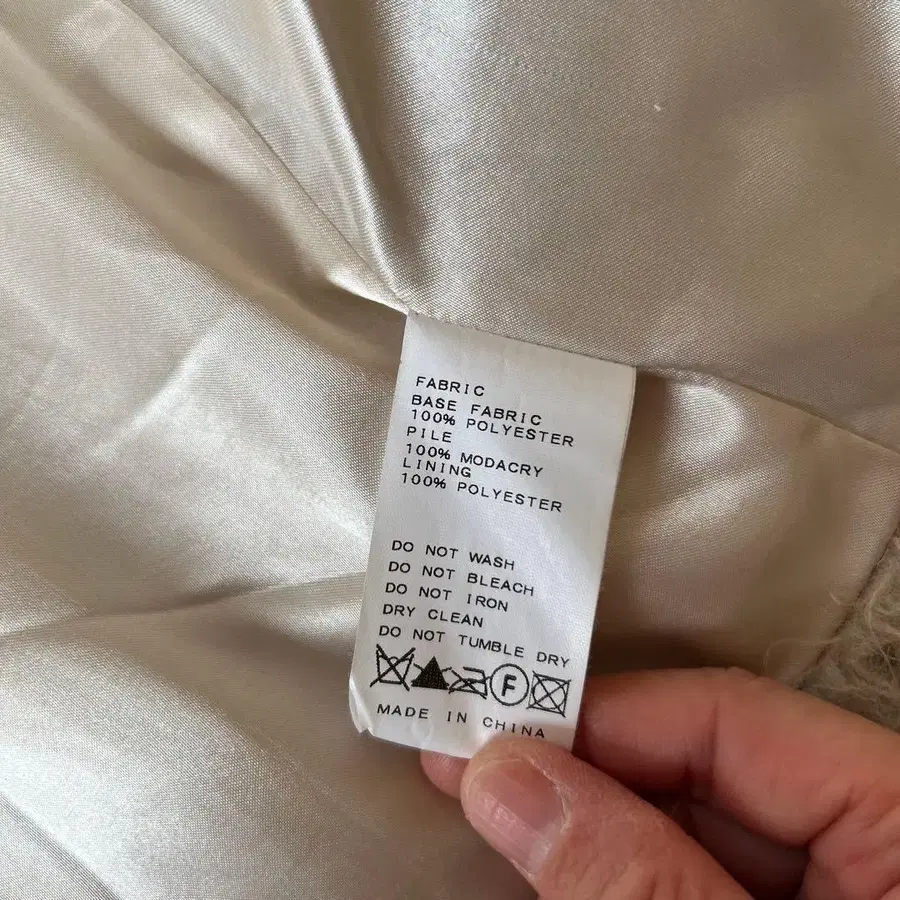 FABRIC
BASE FABRIC
100% POLYESTER
PILE
100% MODACRY
LINING
100% POLYESTER
DO NOT WASH
DO NOT BLEACH
DO NOT IRON
DRY CLEAN
DO NOT TUMBLE DRY
F
MADE IN CHINA